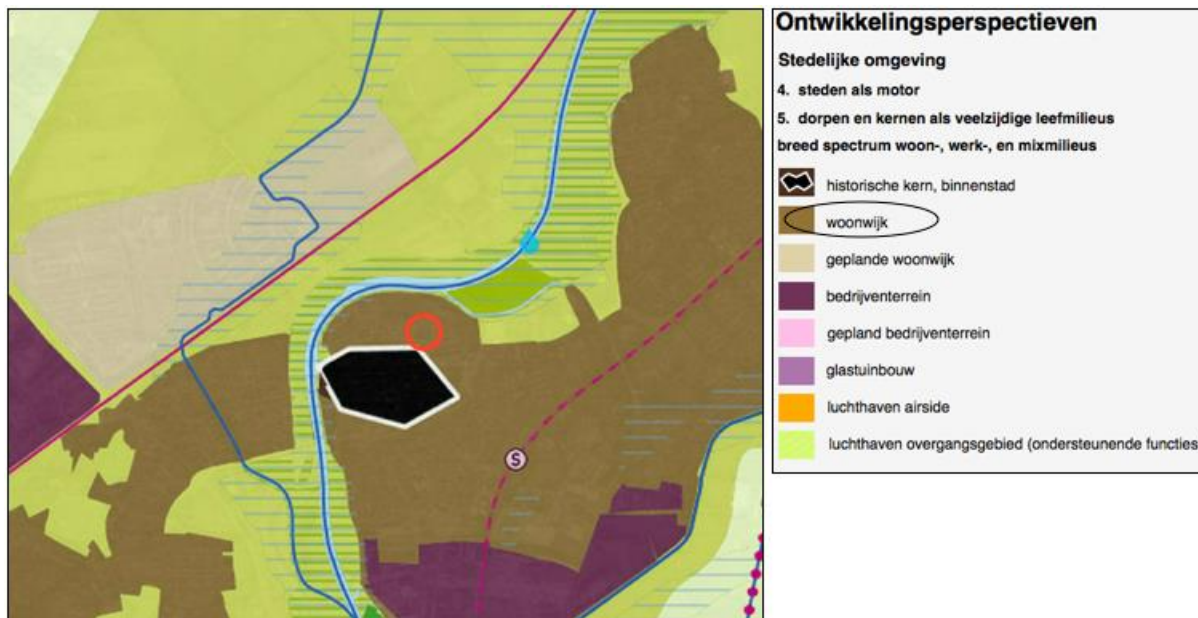 Ontwikkelingsperspectieven
Stedelijke omgeving
4. steden als motor
5. dorpen en kernen als veelzijdige leefmilieus
breed spectrum woon-, werk-, en mixmilieus
historische kern, binnenstad
woonwijk
geplande woonwijk
bedrijventerrein
gepland bedrijventerrein
glastuinbouw
luchthaven airside
luchthaven overgangsgebied (ondersteunende functies
S